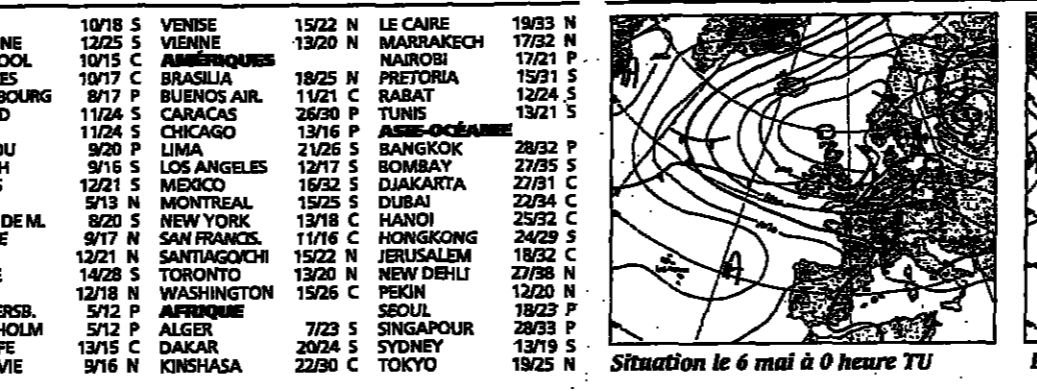 10/18 S VENISE 15/22 N LE CAIRE 19/33 N
NE 12/25 S VIENNE 13/20 N MARRAKECH 17/32 N
OOL 10/15 C AMÉRIQUES NAIROBI 17/21 P
ES 10/17 C BRASILIA 18/25 N PRETORIA 15/31 S
BOURG 8/17 P BUENOS AIR. 11/21 C RABAT 12/24 S
D 11/24 S CARACAS 26/30 P TUNIS 13/21 S
11/24 S CHICAGO 13/16 P ASIE-OCÉANIE
OU 9/20 P LIMA 21/26 S BANGKOK 28/32 P
H 9/16 S LOS ANGELES 12/17 S BOMBAY 27/35 S
S 12/21 S MEXICO 16/32 S DJAKARTA 27/31 C
5/13 N MONTREAL 15/25 S DUBAI 22/34 C
DE M. 8/20 S NEW YORK 13/18 C HANOI 25/32 C
E 9/17 N SAN FRANCIS. 11/16 C HONGKONG 24/29 S
12/21 N SANTIAGO/CHI 15/22 N JERUSALEM 18/32 C
E 14/28 S TORONTO 13/20 N NEW DEHLI 27/38 N
12/18 N WASHINGTON 15/26 C PEKIN 12/20 N
ERSB. 5/12 P AFRIQUE SEOUL 18/23 P
HOLM 5/12 P ALGER 7/23 S SINGAPOUR 28/33 P
FE 13/15 C DAKAR 20/24 S SYDNEY 13/19 S
VIE 9/16 N KINSHASA 22/30 C TOKYO 19/25 N
Situation le 6 mai à 0 heure TU